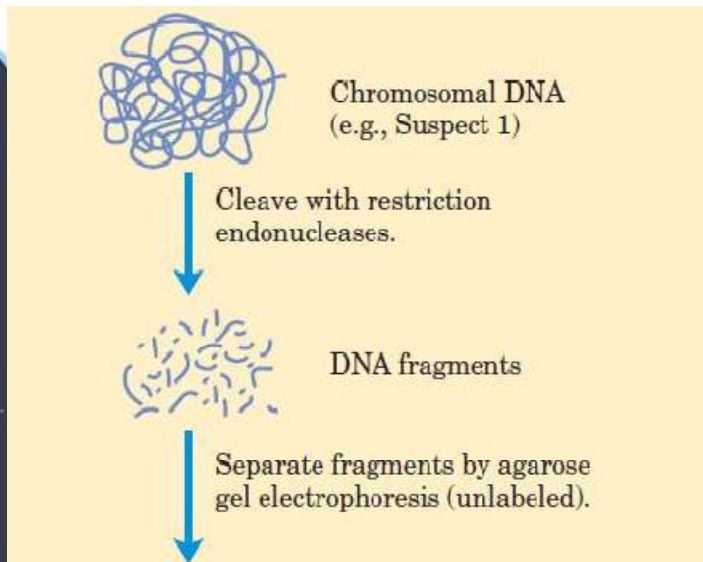 Chromosomal DNA
(e.g., Suspect 1)
Cleave with restriction
endonucleases.
DNA fragments
Separate fragments by agarose
gel electrophoresis (unlabeled).